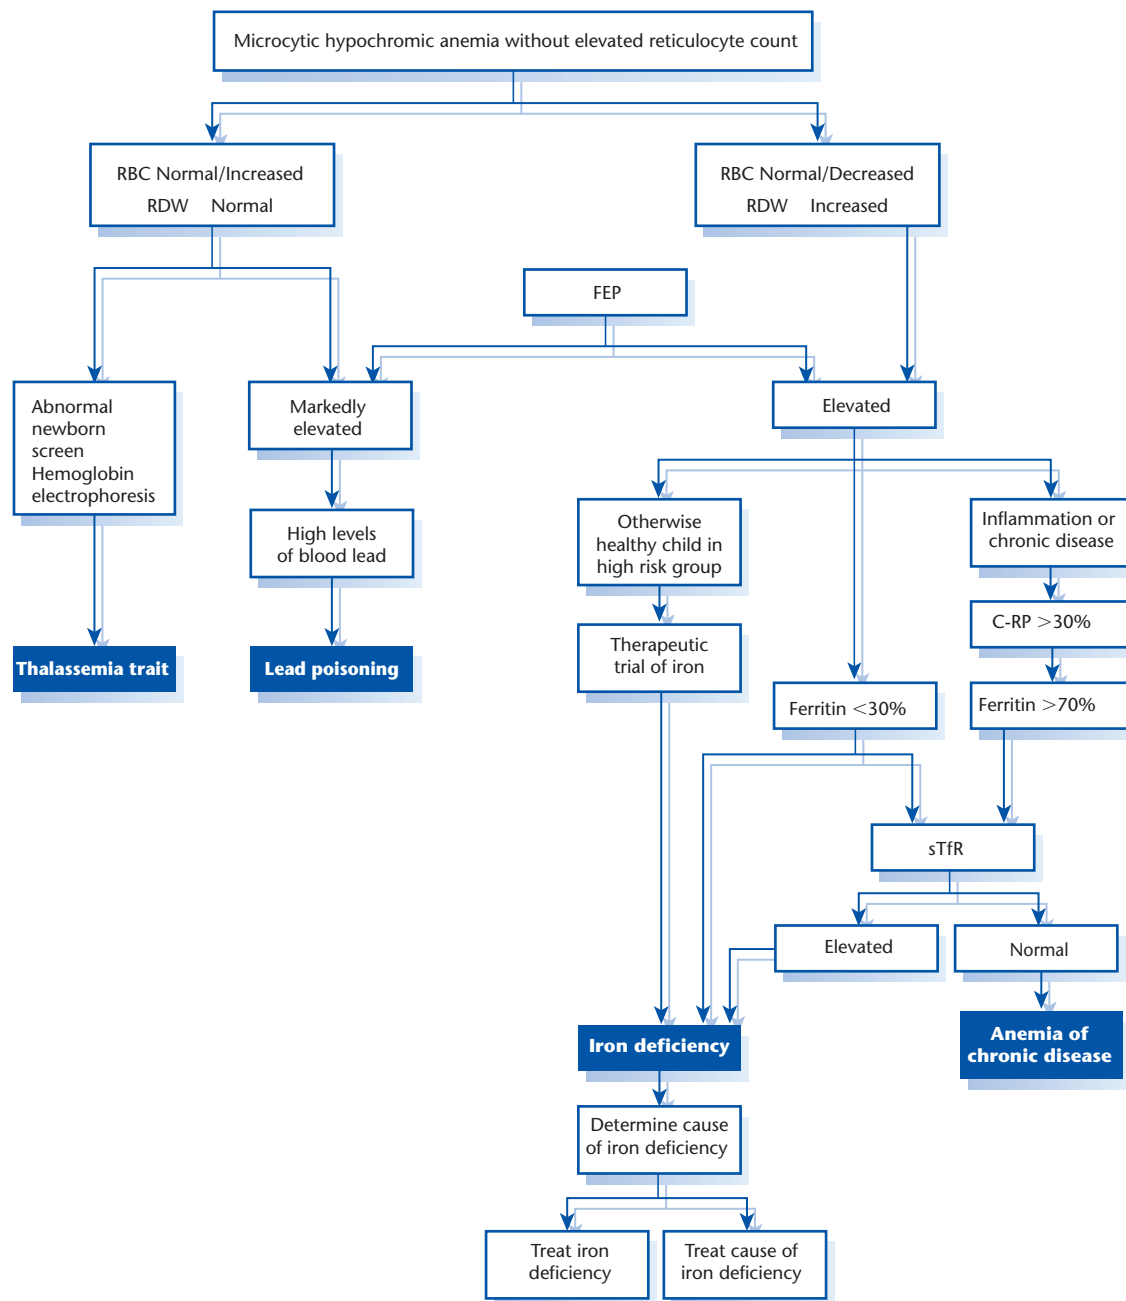 Microcytic hypochromic anemia without elevated reticulocyte count
RBC Normal/Increased
RDW Normal
RBC Normal/Decreased
RDW Increased
FEP
Abnormal
newborn
screen
Hemoglobin
electrophoresis
Markedly
elevated
Elevated
High levels
of blood lead
Otherwise
healthy child in
high risk group
Inflammation or
chronic disease
C-RP >30%
Therapeutic
trial of iron
Thalassemia trait
Lead poisoning
Ferritin <30%
Ferritin >70%
sTfR
Elevated
Normal
Iron deficiency
Anemia of
chronic disease
Determine cause
of iron deficiency
Treat iron
deficiency
Treat cause of
iron deficiency